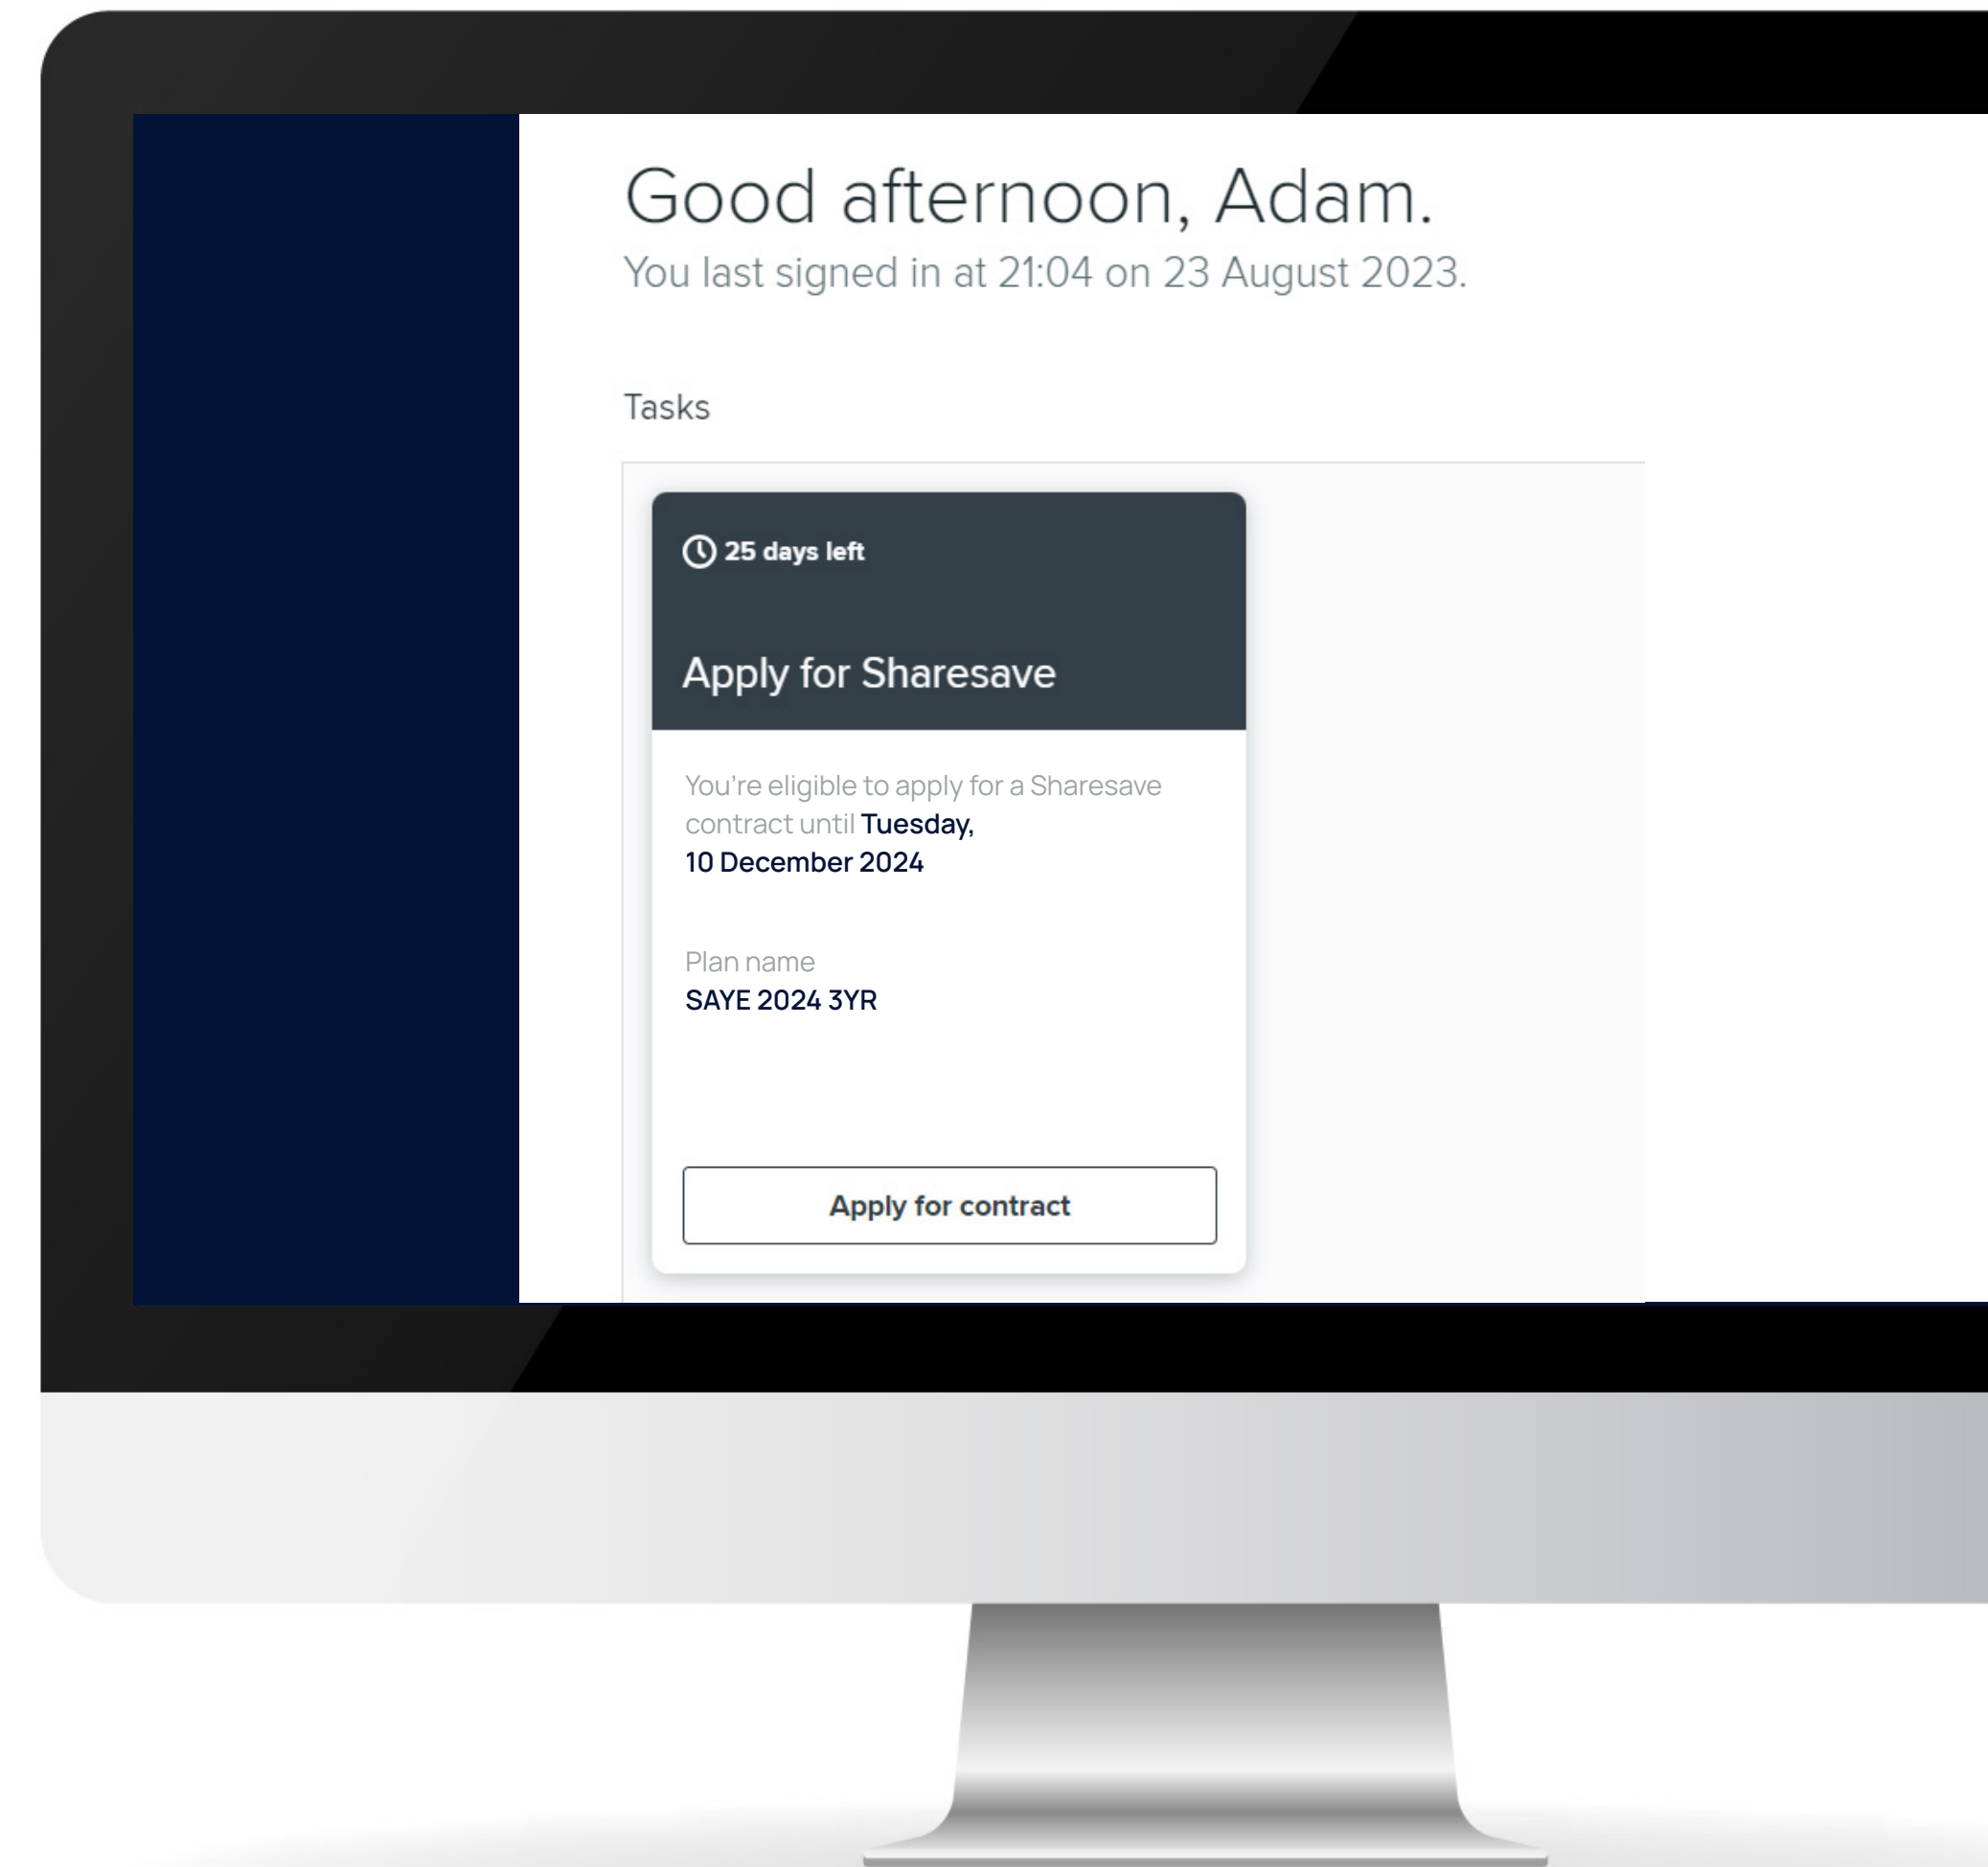 Good afternoon, Adam.
You last signed in at 21:04 on 23 August 2023.
Tasks
25 days left
Apply for Sharesave
You're eligible to apply for a Sharesave
contract until Tuesday,
10 December 2024
Plan name
SAYE 2024 3YR
Apply for contract